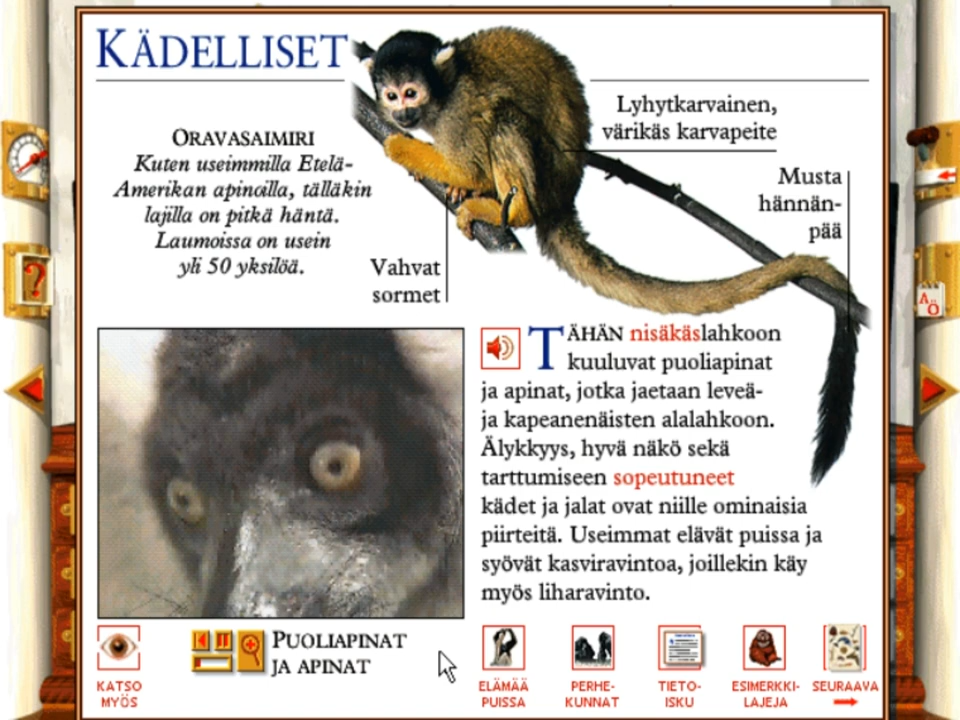 KÄDELLISET
ORAVASAIMIRI
Kuten useimmilla Etelä-
Amerikan apinoilla, tälläkin
lajilla on pitkä häntä.
Laumoissa on usein
yli 50 yksilöä.
Lyhytkarvainen,
värikäs karvapeite
Musta
hännän-
pää
Vahvat
sormet
TÄHÄN nisäkäslahkoon
kuuluvat puoliapinat
ja apinat, jotka jaetaan leveä-
ja kapeanenäisten alalahkoon.
Älykkyys, hyvä näkö sekä
tarttumiseen sopeutuneet
kädet ja jalat ovat niille ominaisia
piirteitä. Useimmat elävät puissa ja
syövät kasviravintoa, joillekin käy
myös liharavinto.
?
AÖ
KATSO
MYÖS
PUOLIAPINAT
JA APINAT
ELÄMÄÄ
PUISSA
PERHE-
KUNNAT
TIETO-
ISKU
ESIMERKKI-
LAJEJA
SEURAAVA